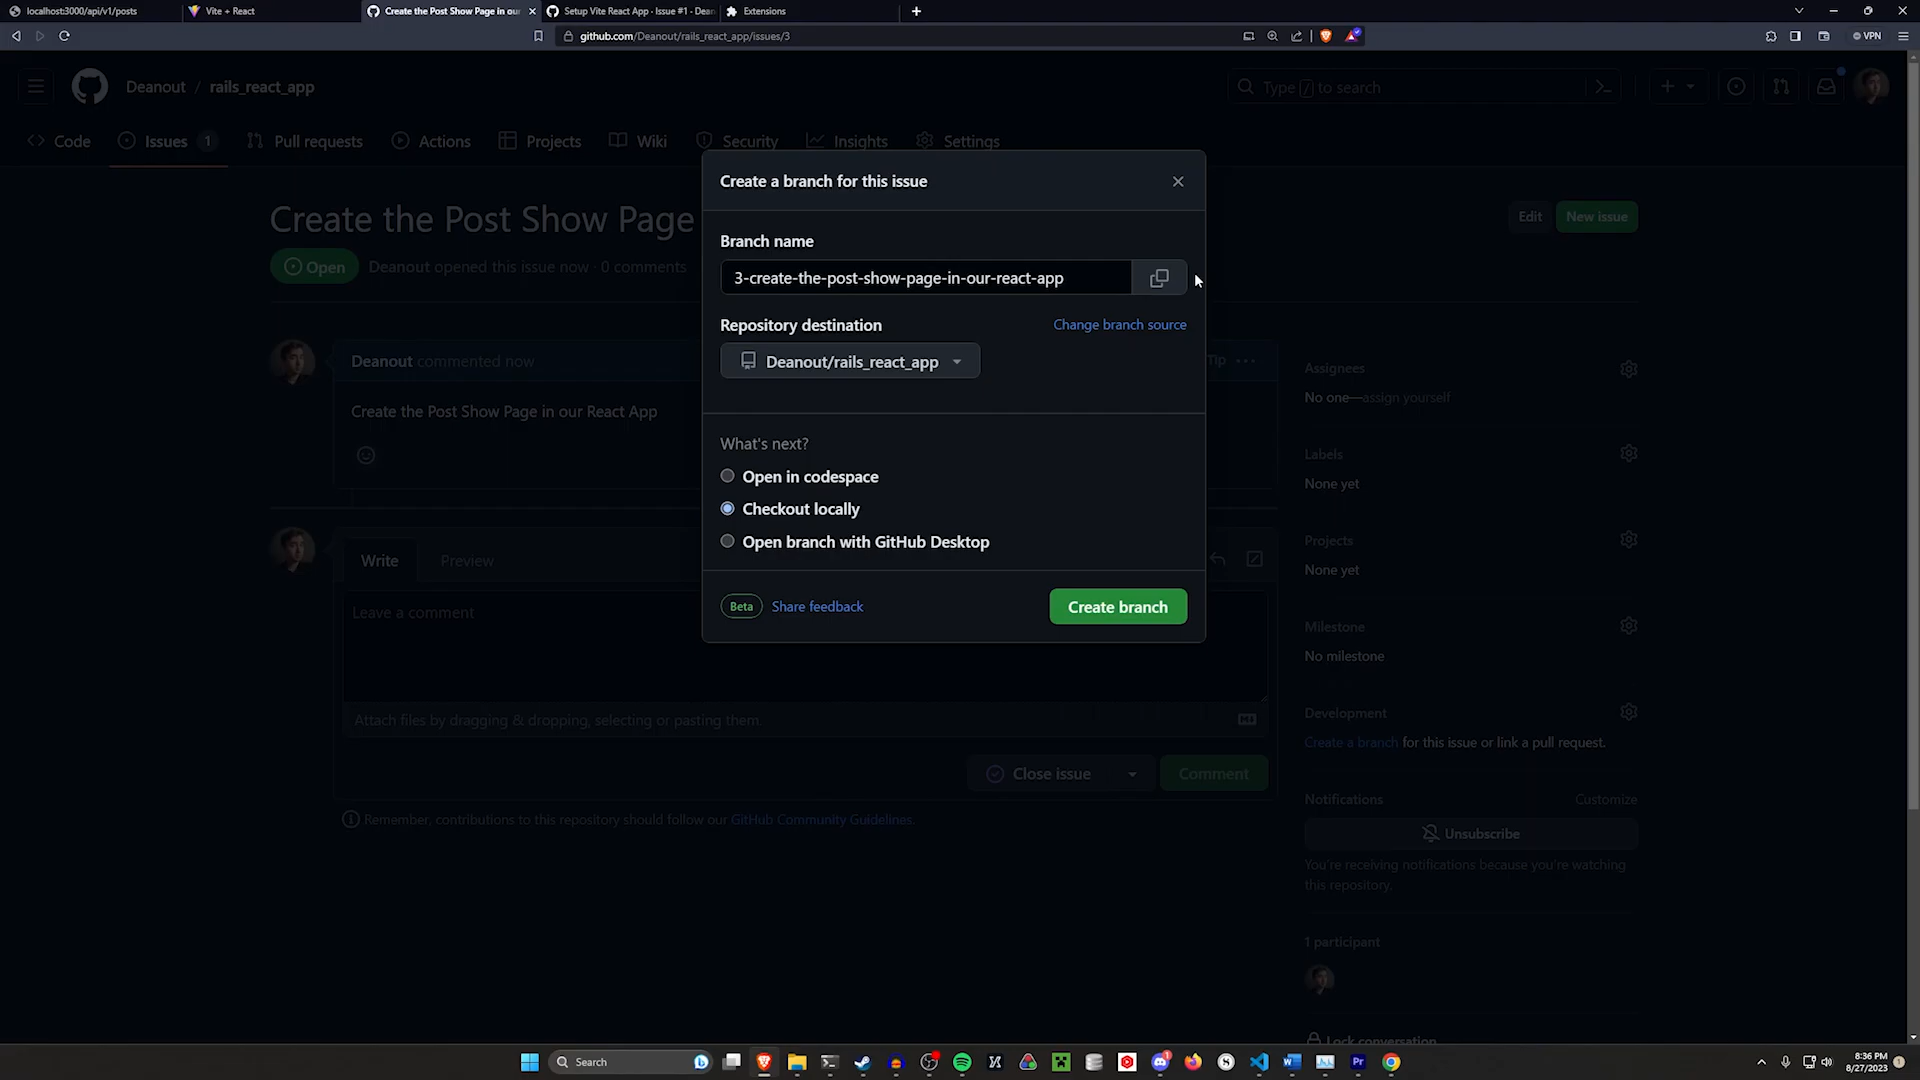 localhost:3000/api/v1/posts
Vite + React
Create the Post Show Page in ou
Setup Vite React App · Issue #1 · Dean
Extensions
github.com/Deanout/rails_react_app/issues/3
VPN
Deanout / rails_react_app
Type / to search
Code
Issues 1
Pull requests
Actions
Projects
Wiki
Security
Insights
Settings
Create the Post Show Page
Edit
New issue
Open
Deanout opened this issue now · 0 comments
Create a branch for this issue
Branch name
3-create-the-post-show-page-in-our-react-app
Repository destination
Change branch source
Deanout/rails_react_app
What's next?
Open in codespace
Checkout locally
Open branch with GitHub Desktop
Beta
Share feedback
Create branch
Deanout commented now
Tip
Create the Post Show Page in our React App
Write
Preview
Leave a comment
Attach files by dragging & dropping, selecting or pasting them.
Close issue
Comment
Remember, contributions to this repository should follow our GitHub Community Guidelines.
Assignees
No one—assign yourself
Labels
None yet
Projects
None yet
Milestone
No milestone
Development
Create a branch for this issue or link a pull request.
Notifications
Customize
Unsubscribe
You're receiving notifications because you're watching
this repository.
1 participant
Lock conversation
Search
8:36 PM
8/27/2023